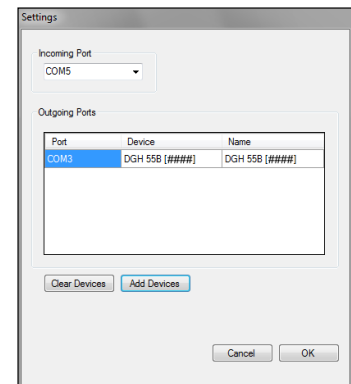 Settings
Incoming Port
COM5
Outgoing Ports
Port Device Name
COM3 DGH 55B [####] DGH 55B [####]
Clear Devices Add Devices
Cancel OK